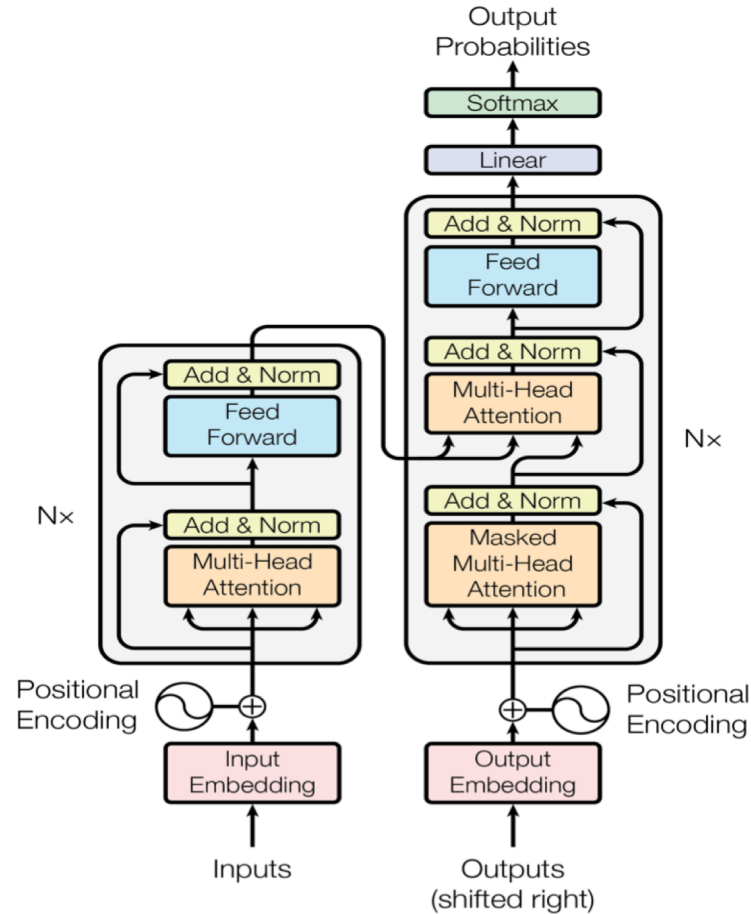 Output
Probabilities
Softmax
Linear
Add & Norm
Feed
Forward
Add & Norm
Multi-Head
Attention
Add & Norm
Feed
Forward
Nx
Add & Norm
Masked
Multi-Head
Attention
Nx
Add & Norm
Multi-Head
Attention
Positional
Encoding
Positional
Encoding
Input
Embedding
Output
Embedding
Inputs
Outputs
(shifted right)